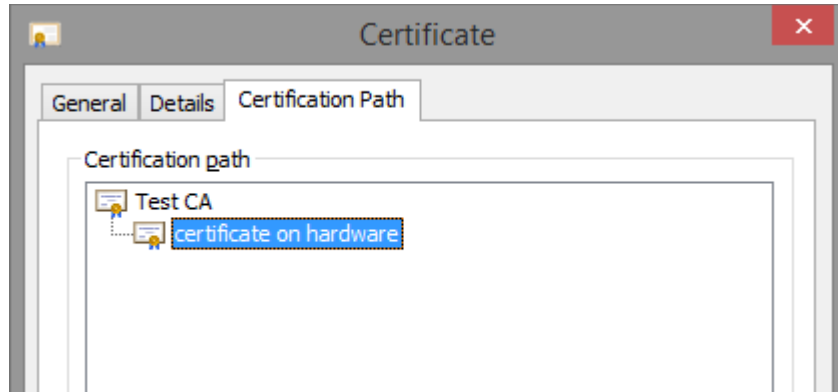 Certificate
General Details Certification Path
Certification path
Test CA
certificate on hardware